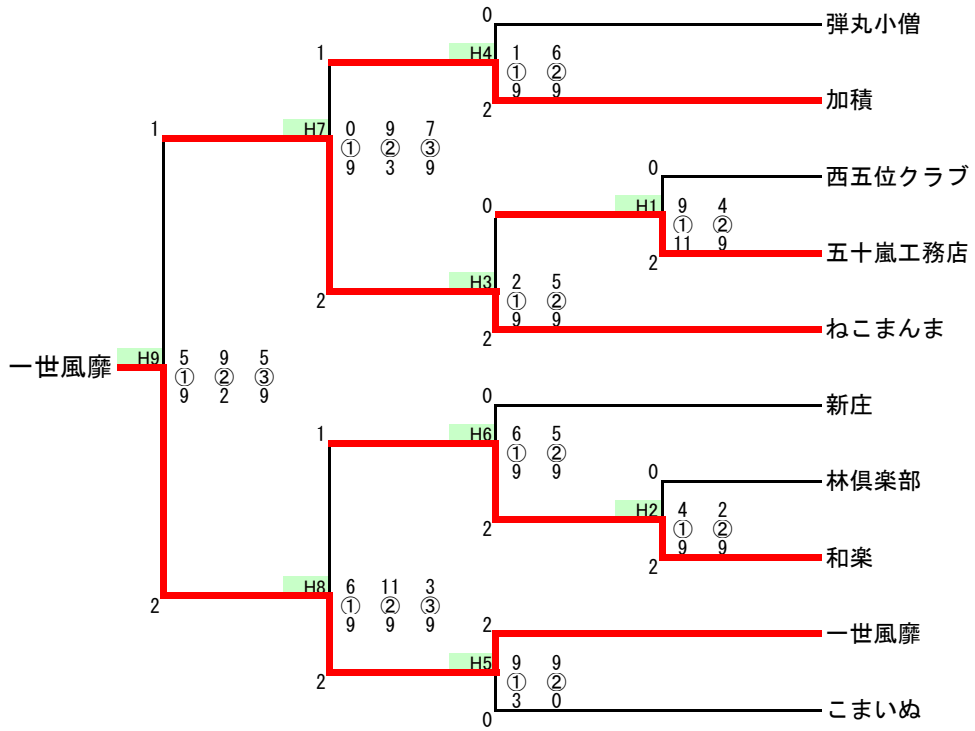 0
弾丸小僧
1
H4 1 6
① ②
9 9
加積
2
1
H7 0 9 7
① ② ③
9 3 9
0
西五位クラブ
0
H1 9 4
① ②
11 9
五十嵐工務店
2
H3 2 5
① ②
9 9
2
2
ねこまんま
一世風靡
H9 5 9 5
① ② ③
9 2 9
0
新庄
1
H6 6 5
① ②
9 9
0
林倶楽部
H2 4 2
① ②
9 9
2
和楽
2
H8 6 11 3
① ② ③
9 9 9
2
2
一世風靡
H5 9 9
① ②
3 0
2
0
こまいぬ